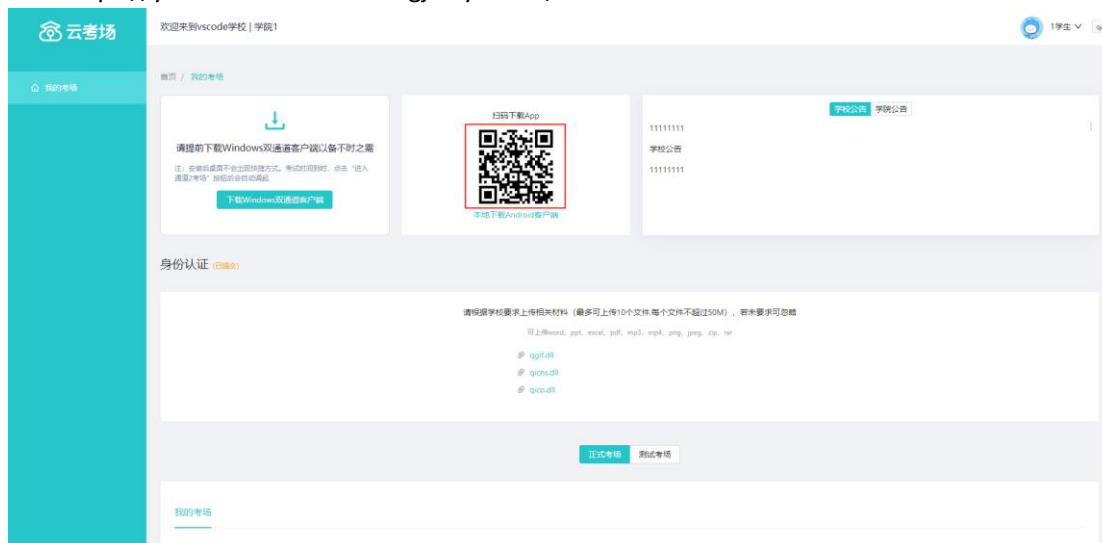 云考场
欢迎来到vscode学校 | 学院1
1学生
我的考场
首页 / 我的考场
请提前下载Windows双通道客户端以备不时之需
注：安装后桌面不会出现快捷方式。考试时间到时，点击“进入
通道2考场”按钮后会自动调起
下载Windows双通道客户端
扫码下载App
本地下载Android客户端
学校公告 学院公告
11111111
学校公告
11111111
身份认证 (已提交)
请根据学校要求上传相关材料（最多可上传10个文件,每个文件不超过50M），若未要求可忽略
可上传word, ppt, excel, pdf, mp3, mp4, png, jpeg, zip, rar
qgif.dll
qicns.dll
qico.dll
正式考场 测试考场
我的考场